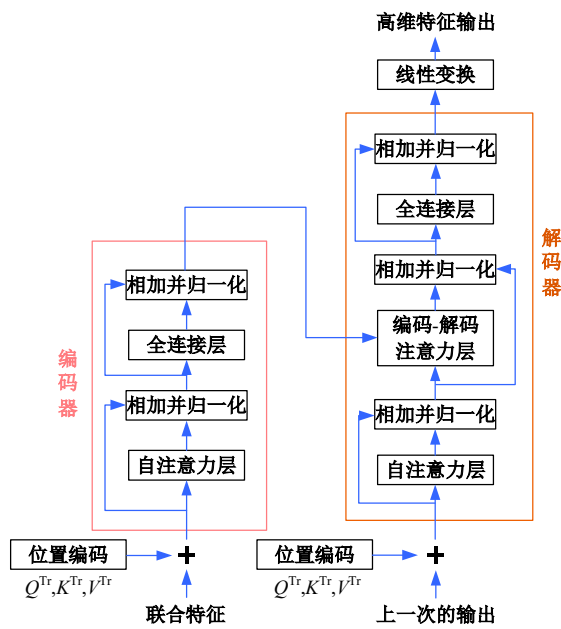 高维特征输出
线性变换
相加并归一化
全连接层
相加并归一化
编码-解码
注意力层
相加并归一化
自注意力层
解码器
相加并归一化
全连接层
相加并归一化
自注意力层
编码器
位置编码
+
Q^Tr,K^Tr,V^Tr
联合特征
位置编码
+
Q^Tr,K^Tr,V^Tr
上一次的输出